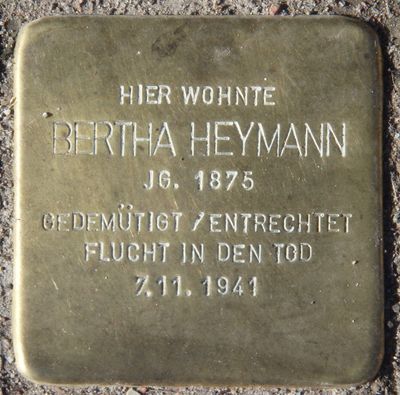 HIER WOHNTE
BERTHA HEYMANN
JG. 1875
GEDEMÜTIGT / ENTRECHTET
FLUCHT IN DEN TOD
7.11. 1941